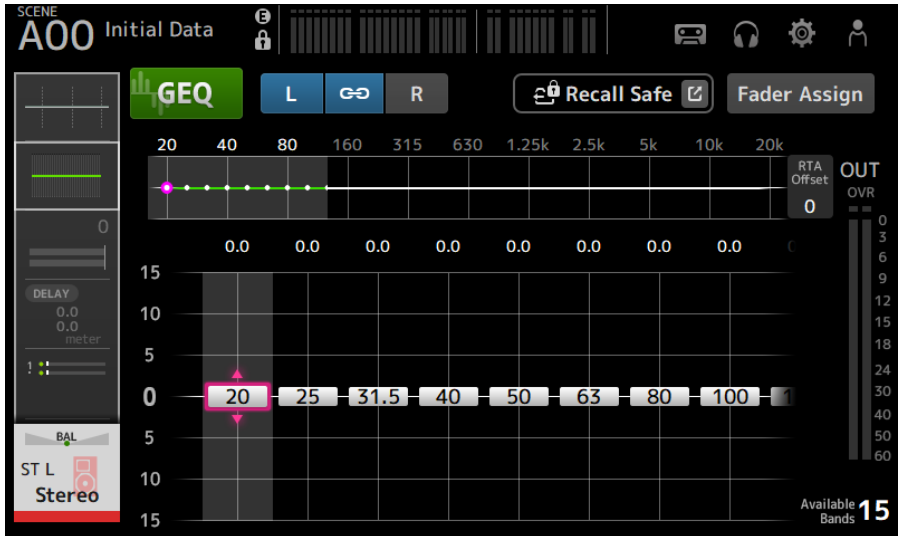 SCENE
A00 Initial Data
E
GEQ
L
R
Recall Safe
Fader Assign
20 40 80 160 315 630 1.25k 2.5k 5k 10k 20k
RTA
Offset
0
OUT
OVR
0
3
6
9
12
15
18
24
30
40
50
60
0
DELAY
0.0
0.0
meter
1
BAL
ST L
Stereo
0.0 0.0 0.0 0.0 0.0 0.0 0.0 0.0
15
10
5
0
5
10
15
20 25 31.5 40 50 63 80 100
Available
Bands 15